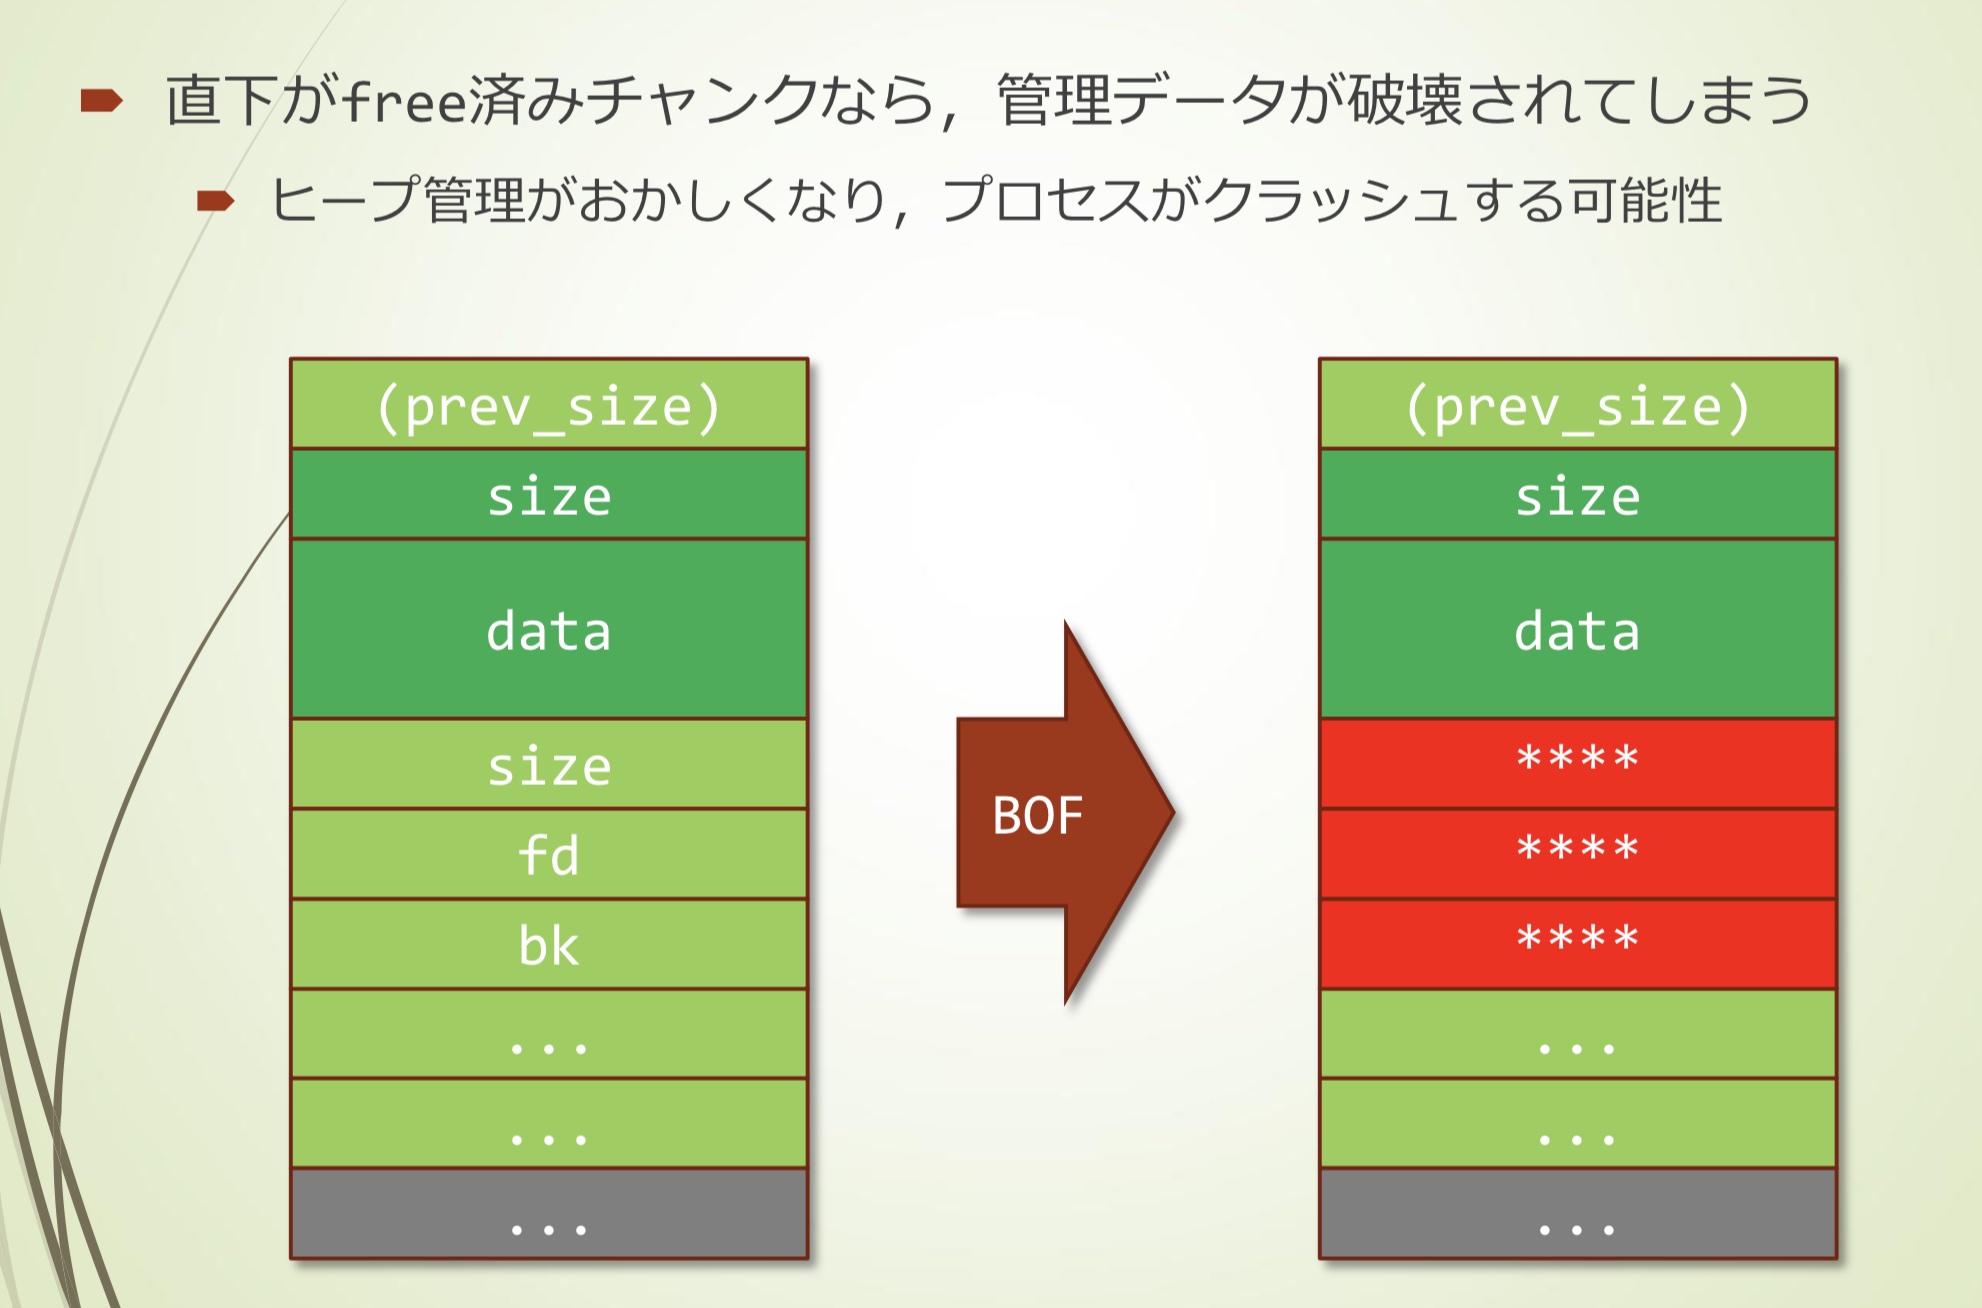 直下がfree済みチャンクなら，管理データが破壊されてしまう
ヒープ管理がおかしくなり，プロセスがクラッシュする可能性
(prev_size)
size
data
size
fd
bk
...
...
...
BOF
(prev_size)
size
data
****
****
****
...
...
...